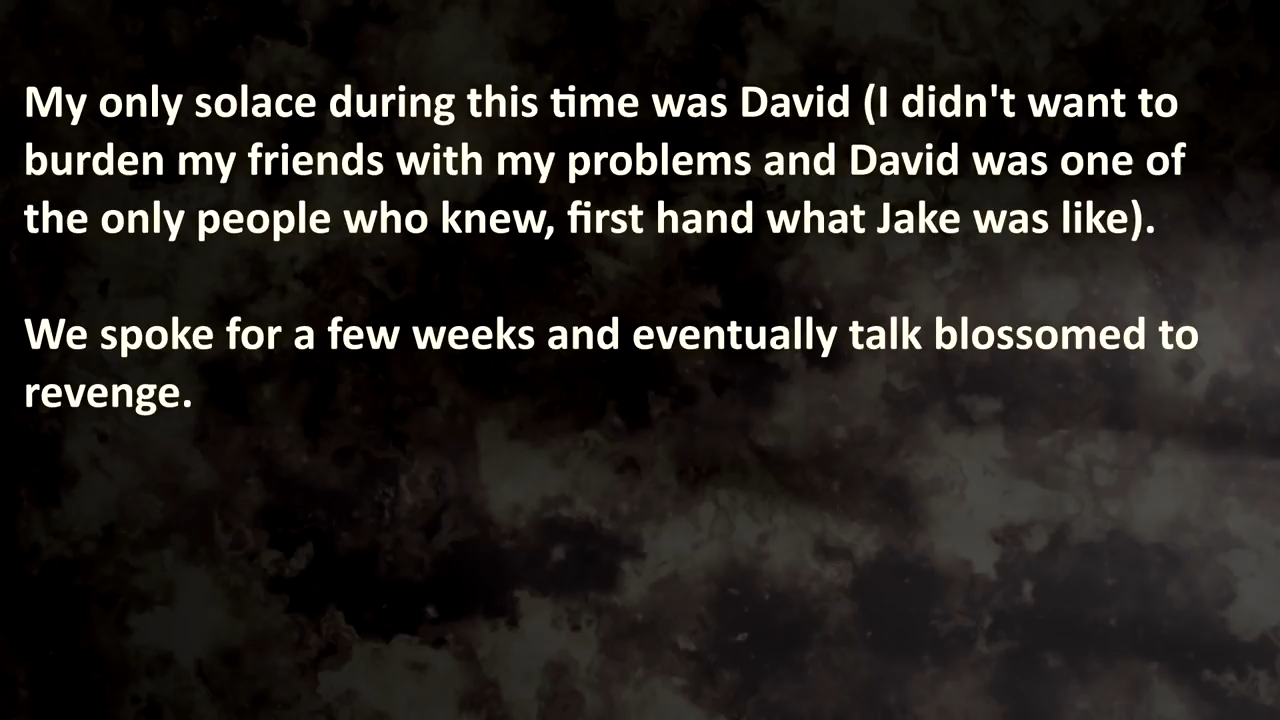 My only solace during this time was David (I didn't want to
burden my friends with my problems and David was one of
the only people who knew, first hand what Jake was like).
We spoke for a few weeks and eventually talk blossomed to
revenge.